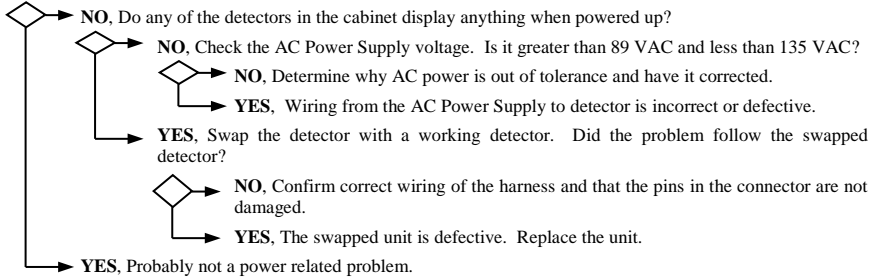 NO, Do any of the detectors in the cabinet display anything when powered up?
NO, Check the AC Power Supply voltage. Is it greater than 89 VAC and less than 135 VAC?
NO, Determine why AC power is out of tolerance and have it corrected.
YES, Wiring from the AC Power Supply to detector is incorrect or defective.
YES, Swap the detector with a working detector. Did the problem follow the swapped
detector?
NO, Confirm correct wiring of the harness and that the pins in the connector are not
damaged.
YES, The swapped unit is defective. Replace the unit.
YES, Probably not a power related problem.